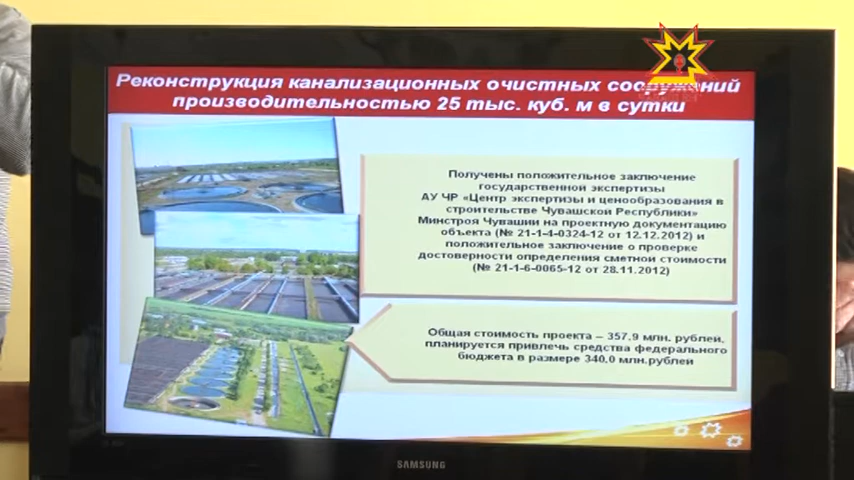 Реконструкция канализационных очистных сооружений
производительностью 25 тыс. куб. м в сутки
Получены положительное заключение
государственной экспертизы
АУ ЧР «Центр экспертизы и ценообразования в
строительстве Чувашской Республики»
Минстроя Чувашии на проектную документацию
объекта (№ 21-1-4-0324-12 от 12.12.2012) и
положительное заключение о проверке
достоверности определения сметной стоимости
(№ 21-1-6-0065-12 от 28.11.2012)
Общая стоимость проекта – 357,9 млн. рублей,
планируется привлечь средства федерального
бюджета в размере 340,0 млн.рублей
SAMSUNG